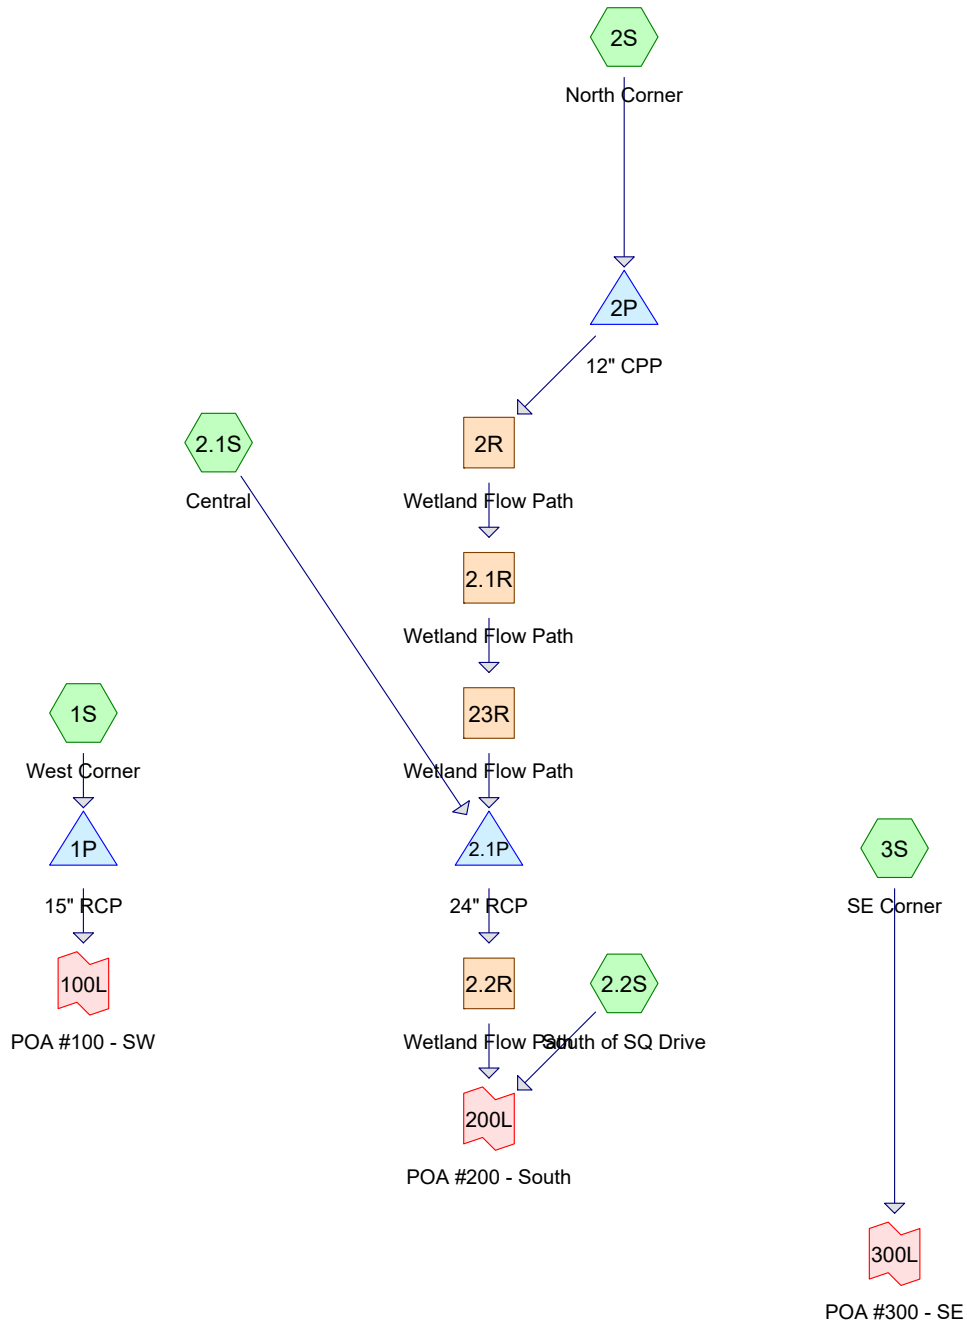 2S
North Corner
2P
12" CPP
2.1S
Central
2R
Wetland Flow Path
2.1R
Wetland Flow Path
23R
Wetland Flow Path
1S
West Corner
1P
15" RCP
100L
POA #100 - SW
2.1P
24" RCP
2.2R
Wetland Flow Path
2.2S
South of SQ Drive
200L
POA #200 - South
3S
SE Corner
300L
POA #300 - SE